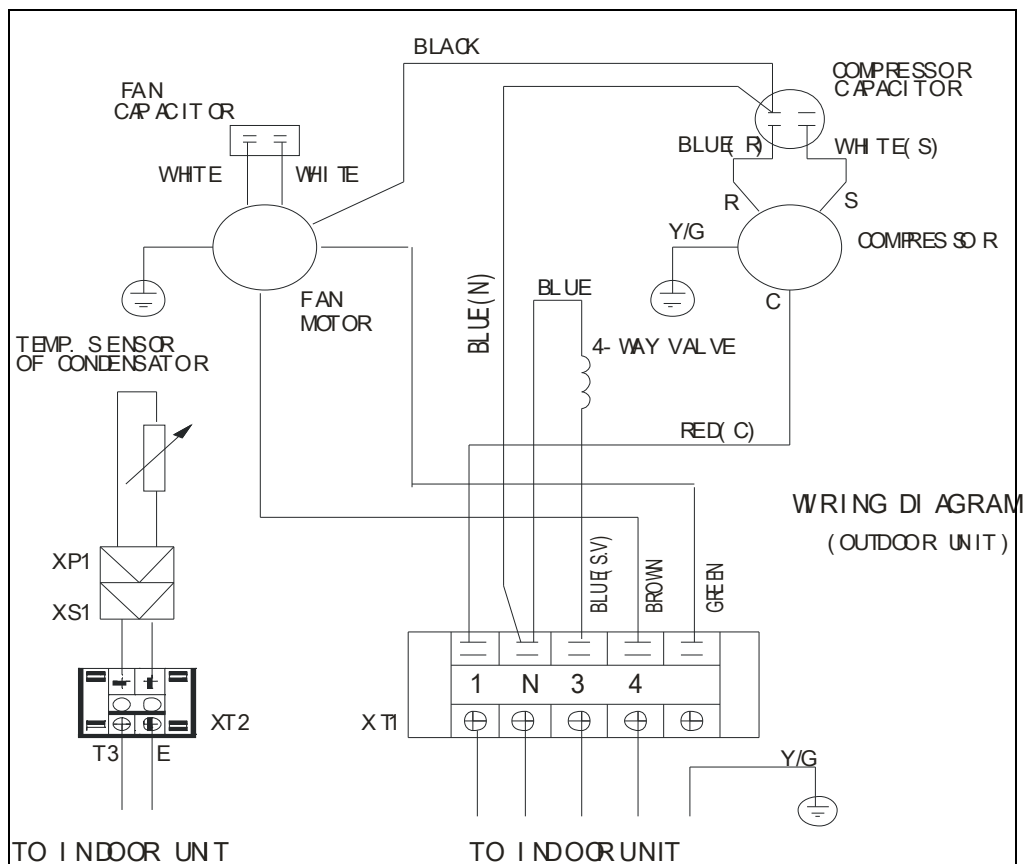 BLACK
FAN
CAPACITOR
COMPRESSOR
CAPACITOR
WHITE
WHITE
BLUE(R)
WHITE(S)
R
S
Y/G
COMPRESSOR
C
FAN
MOTOR
BLUE(N)
BLUE
4-WAY VALVE
TEMP. SENSOR
OF CONDENSATOR
RED(C)
WIRING DIAGRAM
(OUTDOOR UNIT)
XP1
XS1
BLUE(S.V)
BROWN
GREEN
1 N 3 4
XT2
XT1
T3 E
Y/G
TO INDOOR UNIT
TO INDOOR UNIT